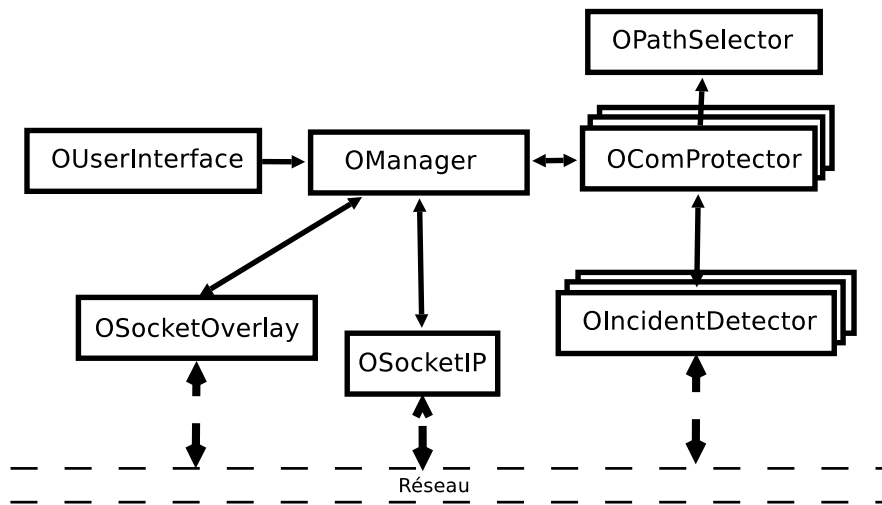 OPathSelector
OUserInterface
OManager
OComProtector
OSocketOverlay
OSocketIP
OIncidentDetector
Réseau